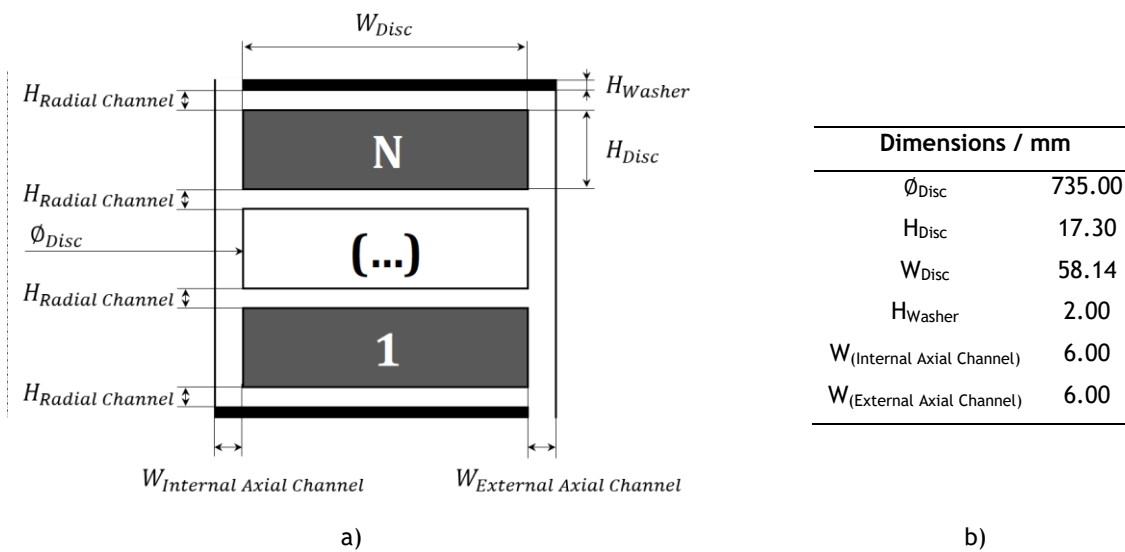 W_Disc
H_Radial Channel
H_Washer
N
H_Disc
H_Radial Channel
Ø_Disc
(...)
H_Radial Channel
1
H_Radial Channel
W_Internal Axial Channel
W_External Axial Channel
a)
Dimensions / mm
Ø_Disc 735.00
H_Disc 17.30
W_Disc 58.14
H_Washer 2.00
W_(Internal Axial Channel) 6.00
W_(External Axial Channel) 6.00
b)